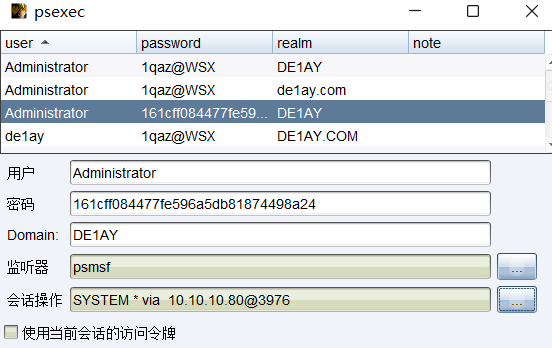 psexec
user password realm note
Administrator 1qaz@WSX DE1AY
Administrator 1qaz@WSX de1ay.com
Administrator 161cff084477fe59... DE1AY
de1ay 1qaz@WSX DE1AY.COM
用户 Administrator
密码 161cff084477fe596a5db81874498a24
Domain: DE1AY
监听器 psmsf ...
会话操作 SYSTEM * via 10.10.10.80@3976 ...
使用当前会话的访问令牌